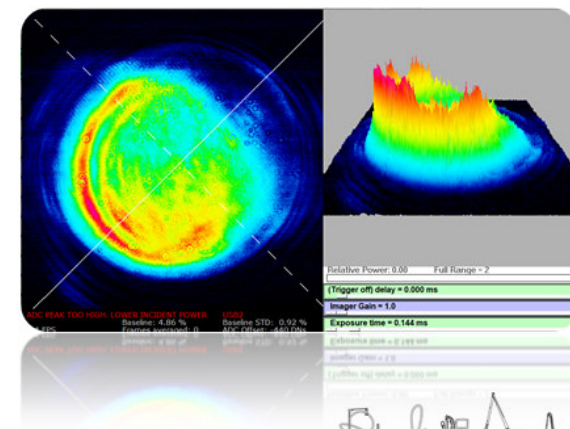 ADC PEAK TOO HIGH. LOWER INCIDENT POWER USB2
Baseline: 4.86 % Baseline STD: 0.92 %
FPS Frames averaged: 0 ADC Offset: -440 DNs
Relative Power: 0.00 Full Range = 2
(Trigger off) delay = 0.000 ms
Imager Gain = 1.0
Exposure time = 0.144 ms